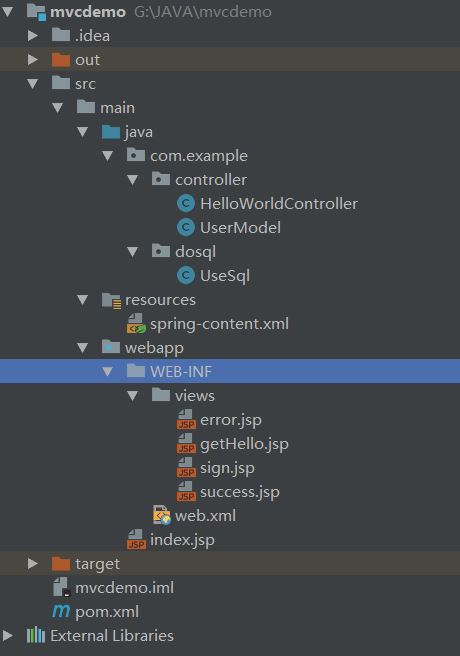 mvcdemo G:\JAVA\mvcdemo
.idea
out
src
main
java
com.example
controller
C HelloWorldController
C UserModel
dosql
C UseSql
resources
spring-content.xml
webapp
WEB-INF
views
JSP error.jsp
JSP getHello.jsp
JSP sign.jsp
JSP success.jsp
web.xml
JSP index.jsp
target
mvcdemo.iml
m pom.xml
External Libraries